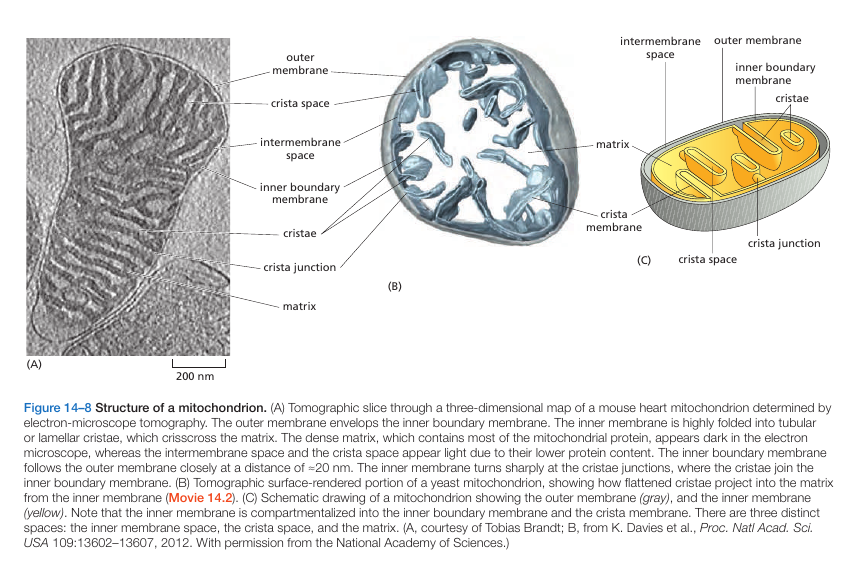 outer
membrane
crista space
intermembrane
space
inner boundary
membrane
cristae
crista junction
matrix
(A)
200 nm
(B)
intermembrane
space
outer membrane
inner boundary
membrane
cristae
matrix
crista
membrane
crista junction
crista space
(C)
Figure 14–8 Structure of a mitochondrion. (A) Tomographic slice through a three-dimensional map of a mouse heart mitochondrion determined by
electron-microscope tomography. The outer membrane envelops the inner boundary membrane. The inner membrane is highly folded into tubular
or lamellar cristae, which crisscross the matrix. The dense matrix, which contains most of the mitochondrial protein, appears dark in the electron
microscope, whereas the intermembrane space and the crista space appear light due to their lower protein content. The inner boundary membrane
follows the outer membrane closely at a distance of ≈20 nm. The inner membrane turns sharply at the cristae junctions, where the cristae join the
inner boundary membrane. (B) Tomographic surface-rendered portion of a yeast mitochondrion, showing how flattened cristae project into the matrix
from the inner membrane (Movie 14.2). (C) Schematic drawing of a mitochondrion showing the outer membrane (gray), and the inner membrane
(yellow). Note that the inner membrane is compartmentalized into the inner boundary membrane and the crista membrane. There are three distinct
spaces: the inner membrane space, the crista space, and the matrix. (A, courtesy of Tobias Brandt; B, from K. Davies et al., Proc. Natl Acad. Sci.
USA 109:13602–13607, 2012. With permission from the National Academy of Sciences.)